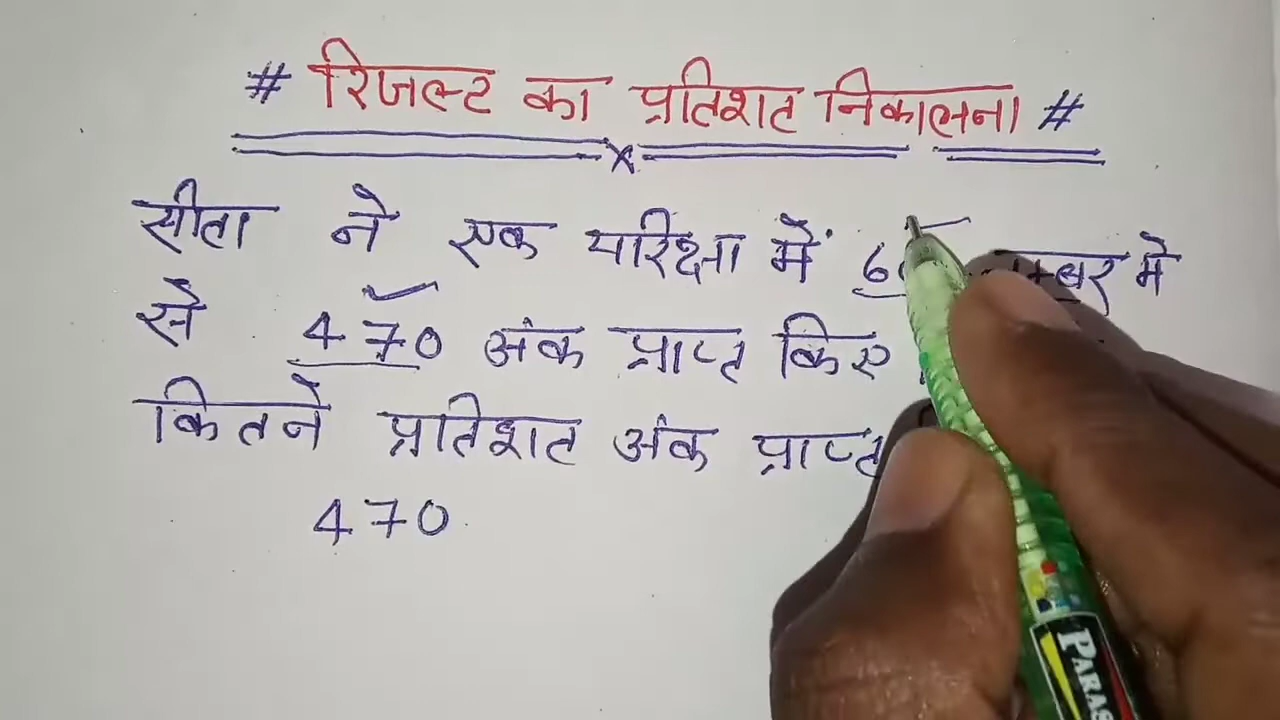 # रिजल्ट का प्रतिशत निकालना #
सीता ने एक परिक्षा में में
से 470 अंक प्राप्त किए
कितने प्रतिशत अंक प्राप्त
470
PARAS